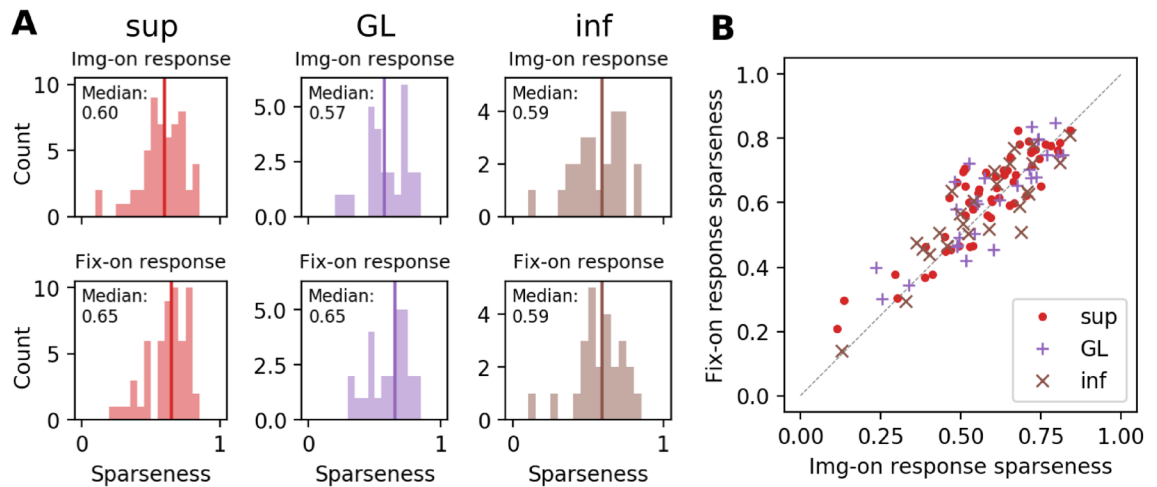 A
sup
GL
inf
B
Img-on response
Img-on response
Img-on response
Median:
0.60
Median:
0.57
Median:
0.59
10
5
0
5.0
2.5
0.0
4
2
0
Count
Fix-on response
Fix-on response
Fix-on response
Median:
0.65
Median:
0.65
Median:
0.59
10
5
0
5.0
2.5
0.0
4
2
0
Count
0 1
0 1
0 1
Sparseness
Sparseness
Sparseness
Fix-on response sparseness
1.0
0.8
0.6
0.4
0.2
0.0
sup
GL
inf
0.00 0.25 0.50 0.75 1.00
Img-on response sparseness